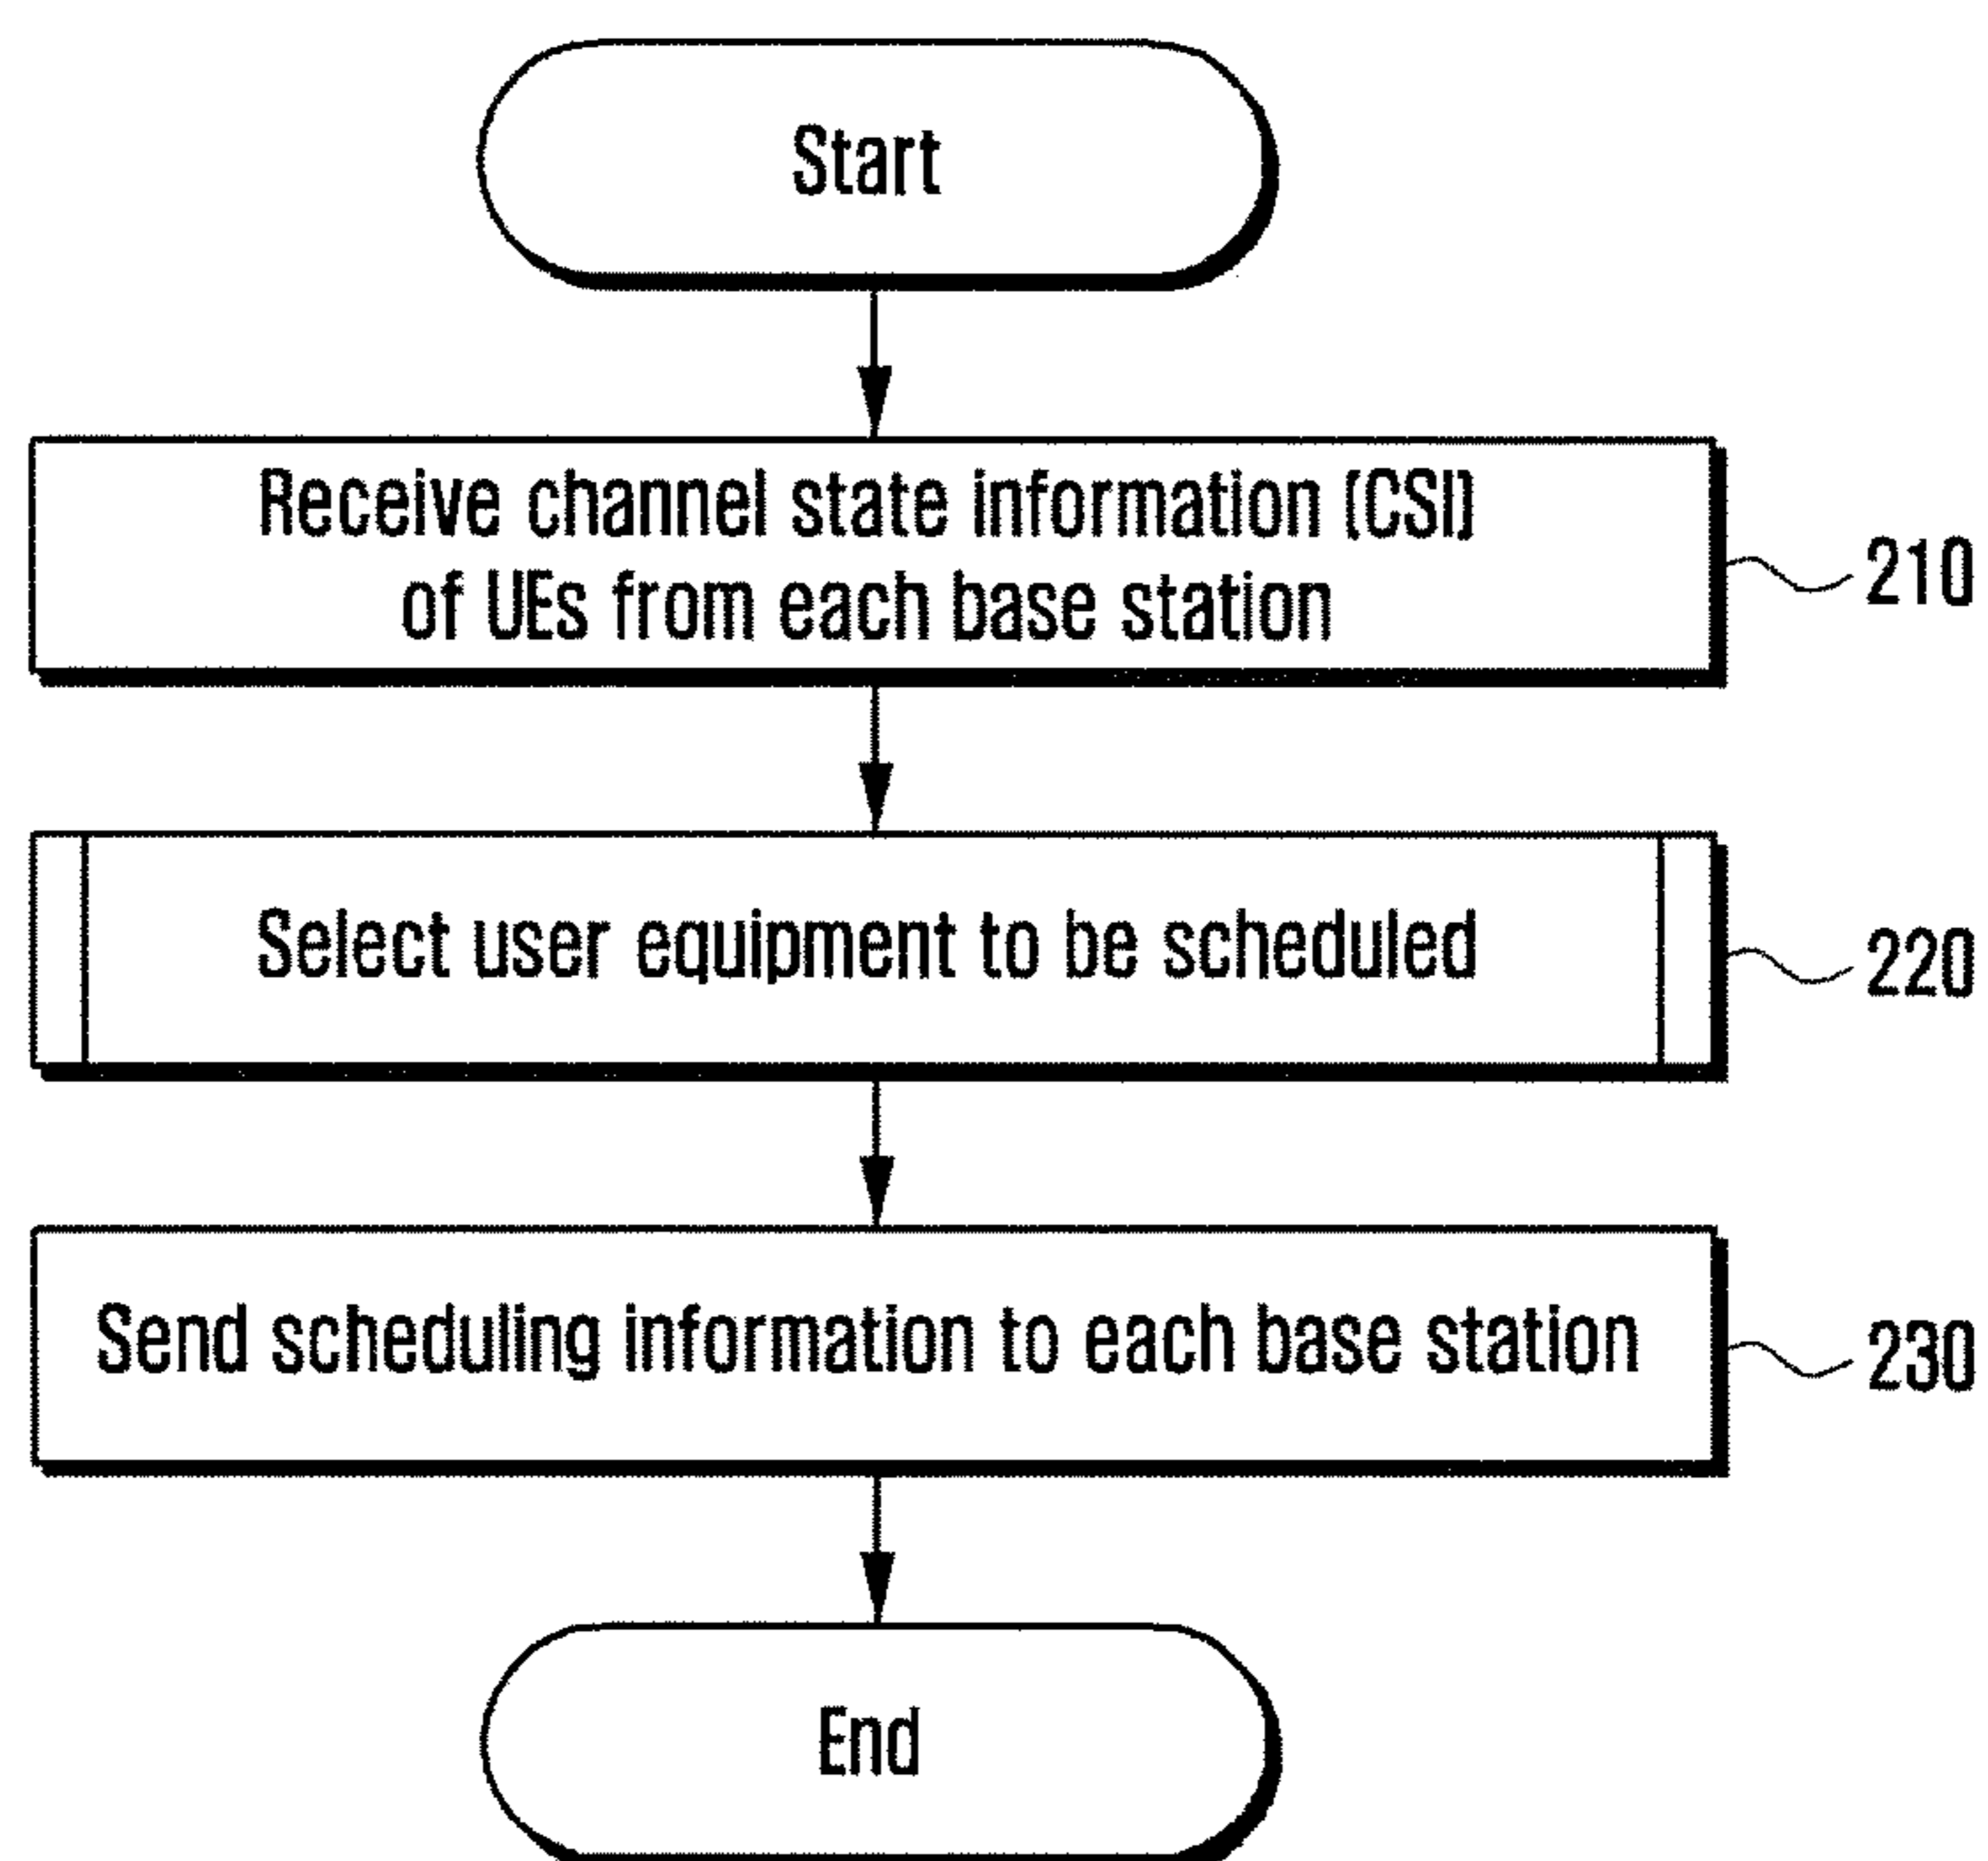 Start
Receive channel state information (CSI)
of UEs from each base station
210
Select user equipment to be scheduled
220
Send scheduling information to each base station
230
End